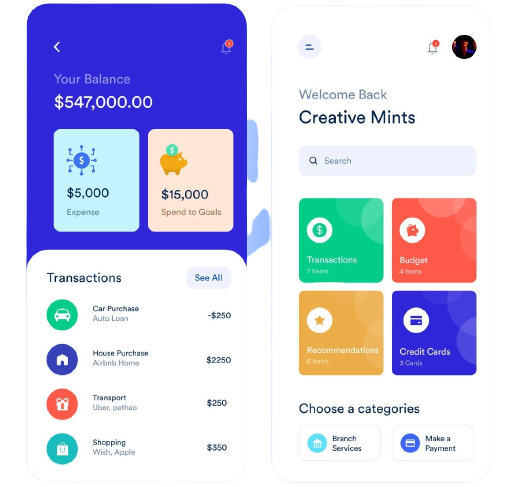 Your Balance
$547,000.00
$5,000
Expense
$15,000
Spend to Goals
Transactions
See All
Car Purchase
Auto Loan
-$250
House Purchase
Airbnb Home
$2250
Transport
Uber, pathao
$250
Shopping
Wish, Apple
$350
Welcome Back
Creative Mints
Search
Transactions
7 Items
Budget
4 Items
Recommendations
6 Items
Credit Cards
3 Cards
Choose a categories
Branch
Services
Make a
Payment